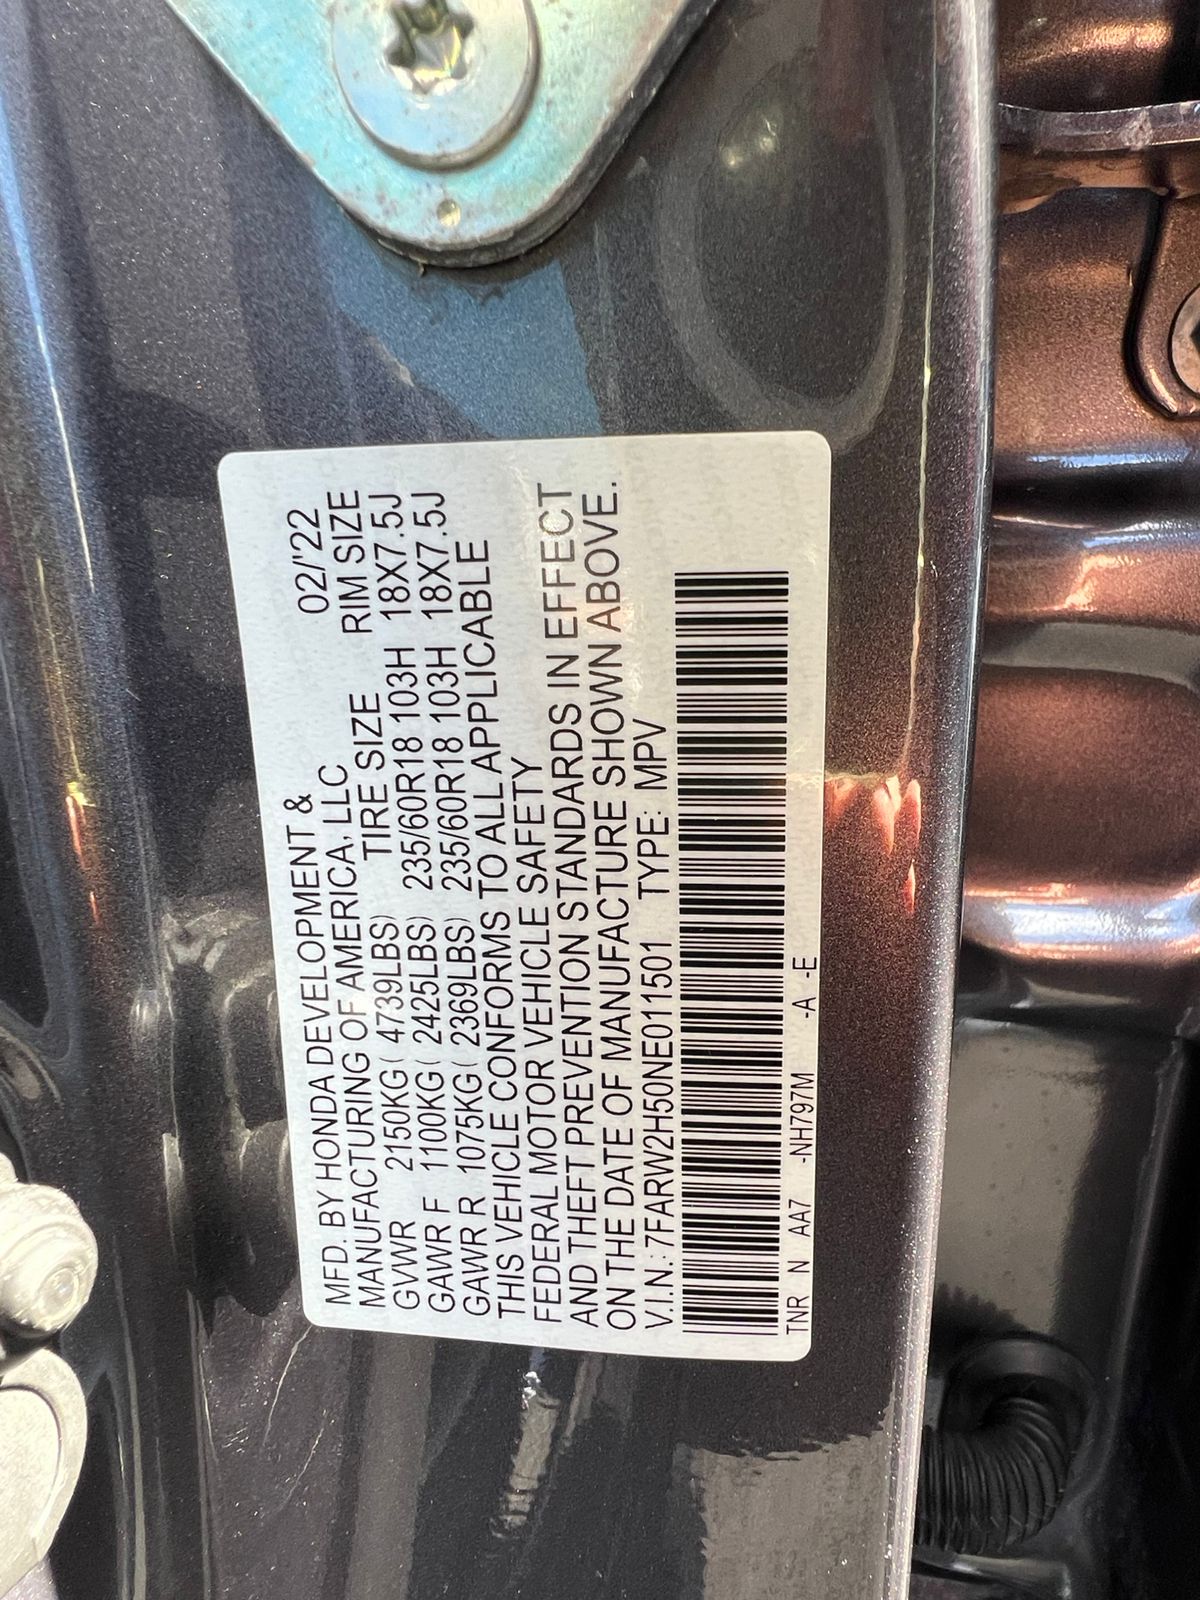 MFD. BY HONDA DEVELOPMENT & 02/'22
MANUFACTURING OF AMERICA, LLC
TIRE SIZE RIM SIZE
GVWR 2150KG( 4739LBS)
GAWR F 1100KG( 2425LBS) 235/60R18 103H 18X7.5J
GAWR R 1075KG( 2369LBS) 235/60R18 103H 18X7.5J
THIS VEHICLE CONFORMS TO ALL APPLICABLE
FEDERAL MOTOR VEHICLE SAFETY
AND THEFT PREVENTION STANDARDS IN EFFECT
ON THE DATE OF MANUFACTURE SHOWN ABOVE.
V.I.N.: 7FARW2H50NE011501 TYPE: MPV
TNR N AA7 -NH797M -A -E